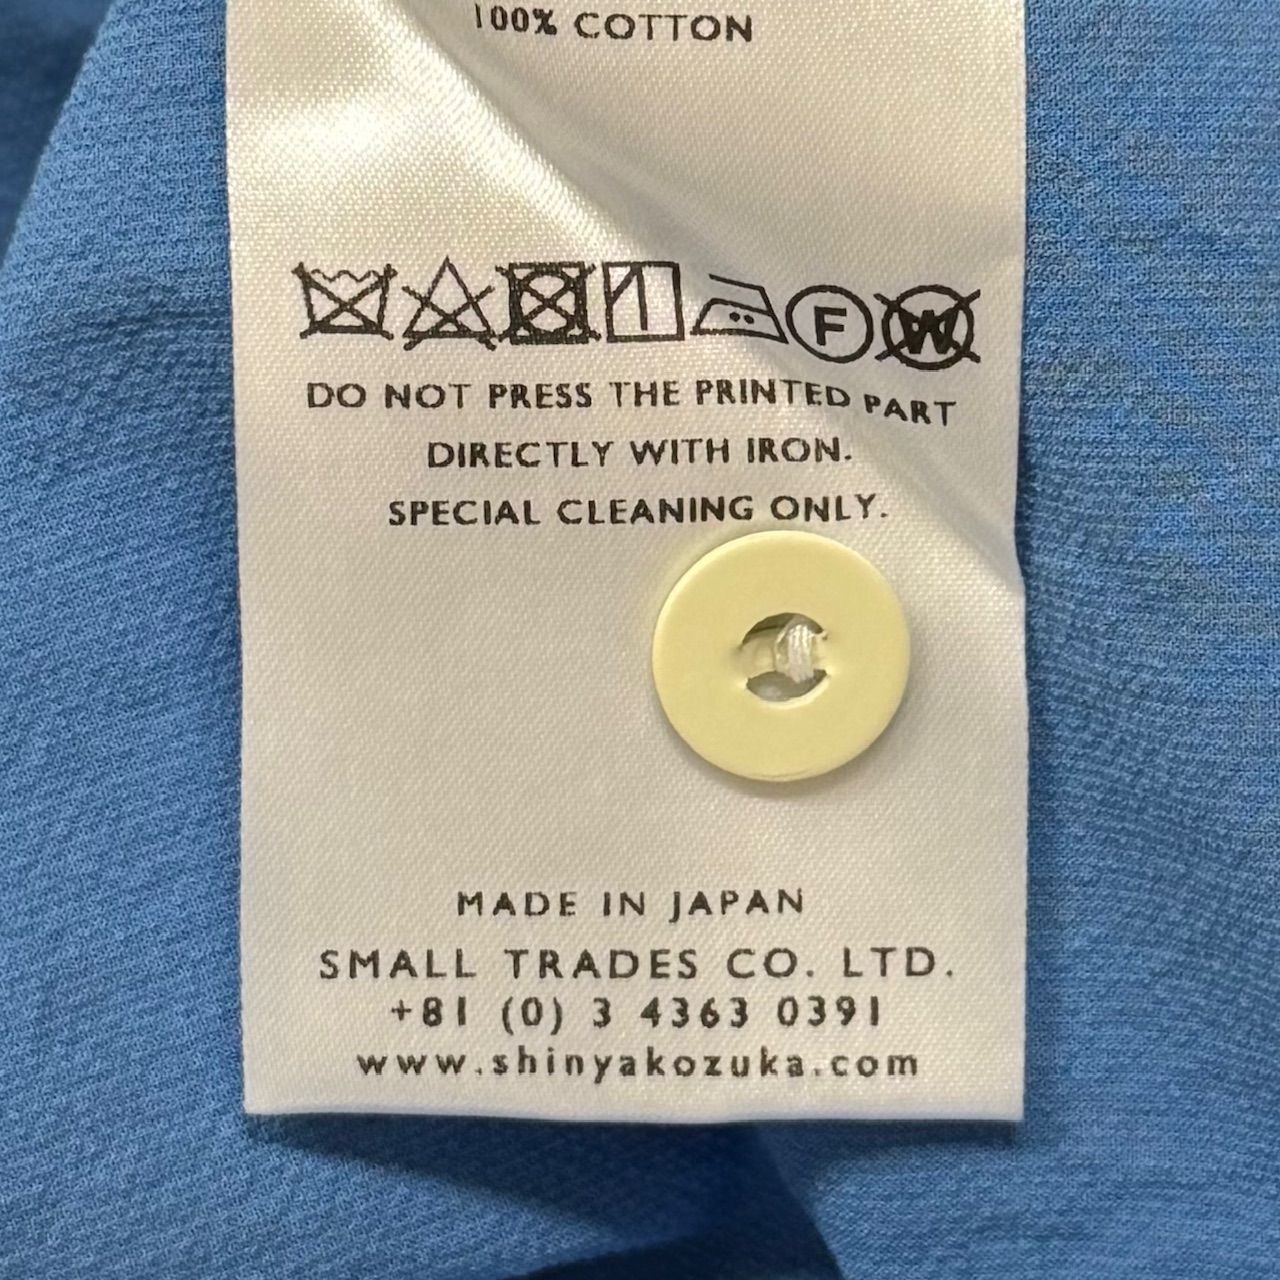 100% COTTON
F W
DO NOT PRESS THE PRINTED PART
DIRECTLY WITH IRON.
SPECIAL CLEANING ONLY.
MADE IN JAPAN
SMALL TRADES CO. LTD.
+81 (0) 3 4363 0391
www.shinyakozuka.com